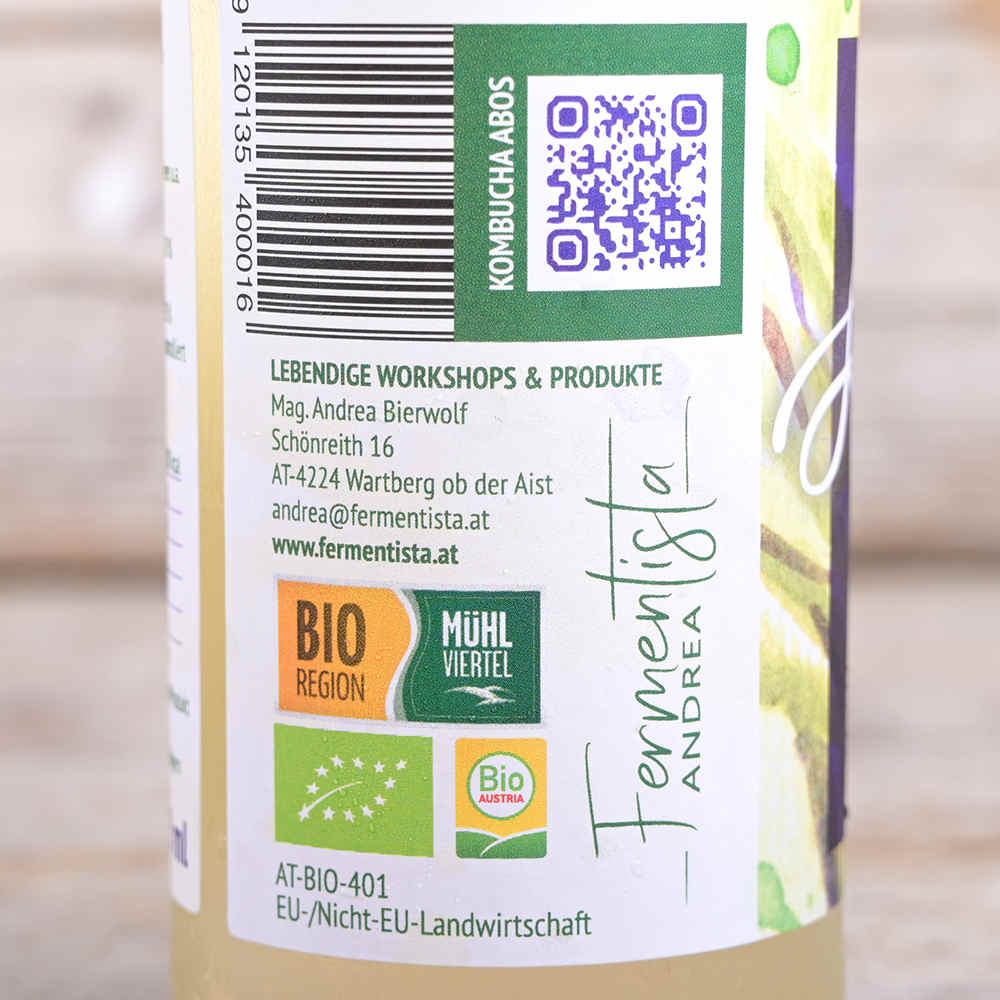 9 120135 400016
KOMBUCHA ABOS
LEBENDIGE WORKSHOPS & PRODUKTE
Mag. Andrea Bierwolf
Schönreith 16
AT-4224 Wartberg ob der Aist
andrea@fermentista.at
www.fermentista.at
BIO
REGION
MÜHL
VIERTEL
Bio
AUSTRIA
AT-BIO-401
EU-/Nicht-EU-Landwirtschaft
Fermentista
ANDREA